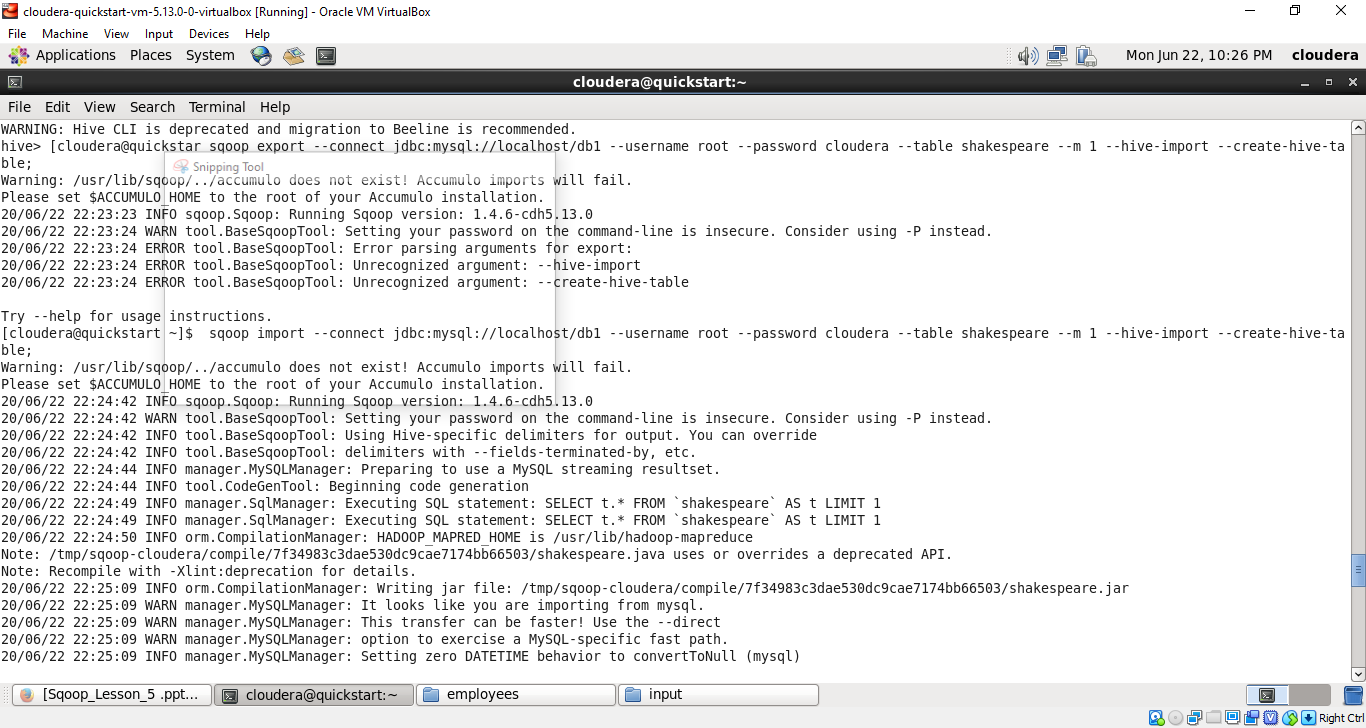 cloudera-quickstart-vm-5.13.0-0-virtualbox [Running] - Oracle VM VirtualBox
File Machine View Input Devices Help
Applications Places System Mon Jun 22, 10:26 PM cloudera
cloudera@quickstart:~
File Edit View Search Terminal Help
WARNING: Hive CLI is deprecated and migration to Beeline is recommended.
hive> [cloudera@quickstar sqoop export --connect jdbc:mysql://localhost/db1 --username root --password cloudera --table shakespeare --m 1 --hive-import --create-hive-ta
ble;
Snipping Tool
Warning: /usr/lib/sqoop/../accumulo does not exist! Accumulo imports will fail.
Please set $ACCUMULO_HOME to the root of your Accumulo installation.
20/06/22 22:23:23 INFO sqoop.Sqoop: Running Sqoop version: 1.4.6-cdh5.13.0
20/06/22 22:23:24 WARN tool.BaseSqoopTool: Setting your password on the command-line is insecure. Consider using -P instead.
20/06/22 22:23:24 ERROR tool.BaseSqoopTool: Error parsing arguments for export:
20/06/22 22:23:24 ERROR tool.BaseSqoopTool: Unrecognized argument: --hive-import
20/06/22 22:23:24 ERROR tool.BaseSqoopTool: Unrecognized argument: --create-hive-table
Try --help for usage instructions.
[cloudera@quickstart ~]$  sqoop import --connect jdbc:mysql://localhost/db1 --username root --password cloudera --table shakespeare --m 1 --hive-import --create-hive-ta
ble;
Warning: /usr/lib/sqoop/../accumulo does not exist! Accumulo imports will fail.
Please set $ACCUMULO_HOME to the root of your Accumulo installation.
20/06/22 22:24:42 INFO sqoop.Sqoop: Running Sqoop version: 1.4.6-cdh5.13.0
20/06/22 22:24:42 WARN tool.BaseSqoopTool: Setting your password on the command-line is insecure. Consider using -P instead.
20/06/22 22:24:42 INFO tool.BaseSqoopTool: Using Hive-specific delimiters for output. You can override
20/06/22 22:24:42 INFO tool.BaseSqoopTool: delimiters with --fields-terminated-by, etc.
20/06/22 22:24:44 INFO manager.MySQLManager: Preparing to use a MySQL streaming resultset.
20/06/22 22:24:44 INFO tool.CodeGenTool: Beginning code generation
20/06/22 22:24:49 INFO manager.SqlManager: Executing SQL statement: SELECT t.* FROM `shakespeare` AS t LIMIT 1
20/06/22 22:24:49 INFO manager.SqlManager: Executing SQL statement: SELECT t.* FROM `shakespeare` AS t LIMIT 1
20/06/22 22:24:50 INFO orm.CompilationManager: HADOOP_MAPRED_HOME is /usr/lib/hadoop-mapreduce
Note: /tmp/sqoop-cloudera/compile/7f34983c3dae530dc9cae7174bb66503/shakespeare.java uses or overrides a deprecated API.
Note: Recompile with -Xlint:deprecation for details.
20/06/22 22:25:09 INFO orm.CompilationManager: Writing jar file: /tmp/sqoop-cloudera/compile/7f34983c3dae530dc9cae7174bb66503/shakespeare.jar
20/06/22 22:25:09 WARN manager.MySQLManager: It looks like you are importing from mysql.
20/06/22 22:25:09 WARN manager.MySQLManager: This transfer can be faster! Use the --direct
20/06/22 22:25:09 WARN manager.MySQLManager: option to exercise a MySQL-specific fast path.
20/06/22 22:25:09 INFO manager.MySQLManager: Setting zero DATETIME behavior to convertToNull (mysql)
[Sqoop_Lesson_5 .ppt... cloudera@quickstart:~ employees input
Right Ctrl